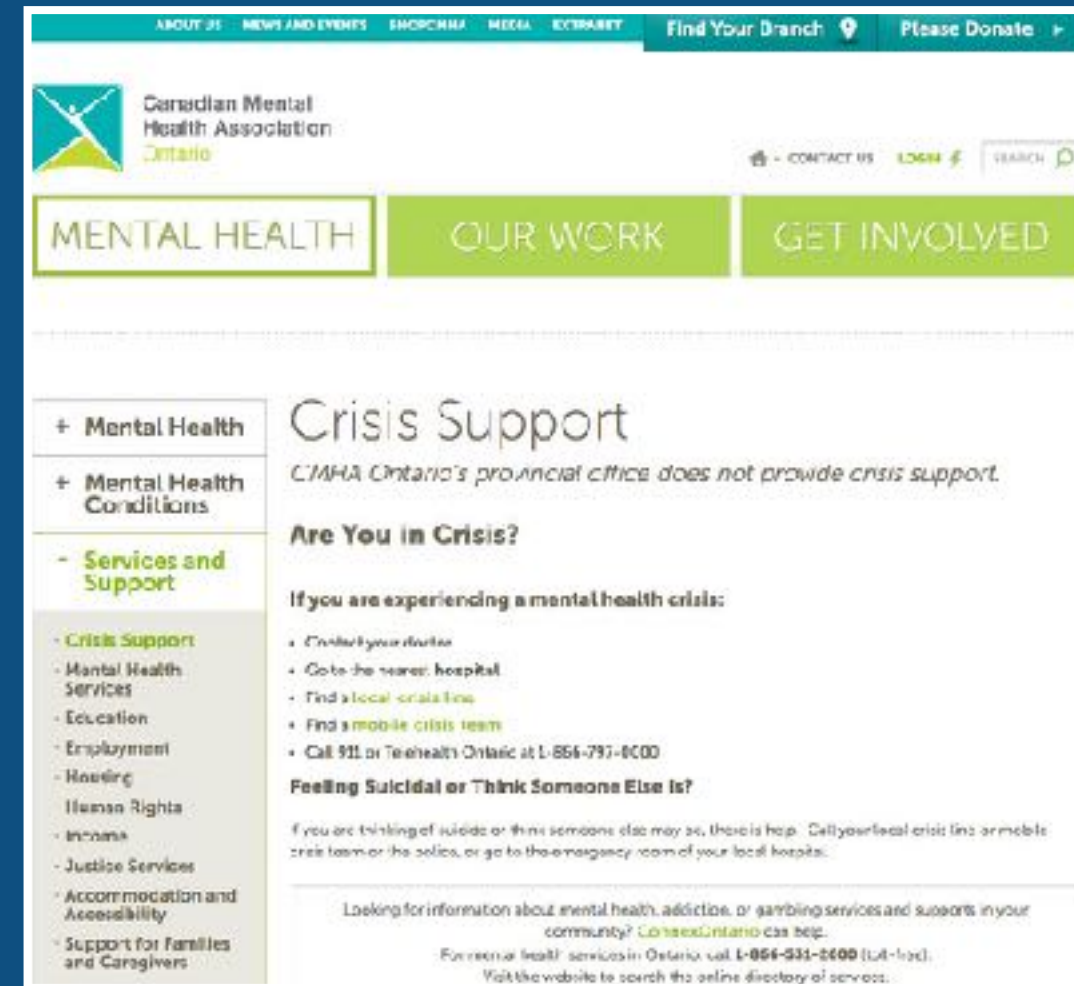 ABOUT US NEWS AND EVENTS SHOPCMHA MEDIA EXTRANET Find Your Branch Please Donate
Canadian Mental
Health Association
Ontario
CONTACT US LOGIN SEARCH
MENTAL HEALTH OUR WORK GET INVOLVED
+ Mental Health
+ Mental Health
Conditions
- Services and
Support
- Crisis Support
- Mental Health
Services
- Education
- Employment
- Housing
Human Rights
- Income
- Justice Services
- Accommodation and
Accessibility
- Support for Families
and Caregivers
Crisis Support
CMHA Ontario's provincial office does not provide crisis support.
Are You in Crisis?
If you are experiencing a mental health crisis:
• Contact your doctor
• Go to the nearest hospital
• Find a local crisis line
• Find a mobile crisis team
• Call 911 or Telehealth Ontario at
Feeling Suicidal or Think Someone Else Is?
If you are thinking of suicide or think someone else may be, there is help. Call your local crisis line or mobile
crisis team or the police, or go to the emergency room of your local hospital.
Looking for information about mental health, addiction, or gambling services and supports in your
community? ConnexOntario can help.
For mental health services in Ontario, call (toll-free).
Visit the website to search the online directory of services.